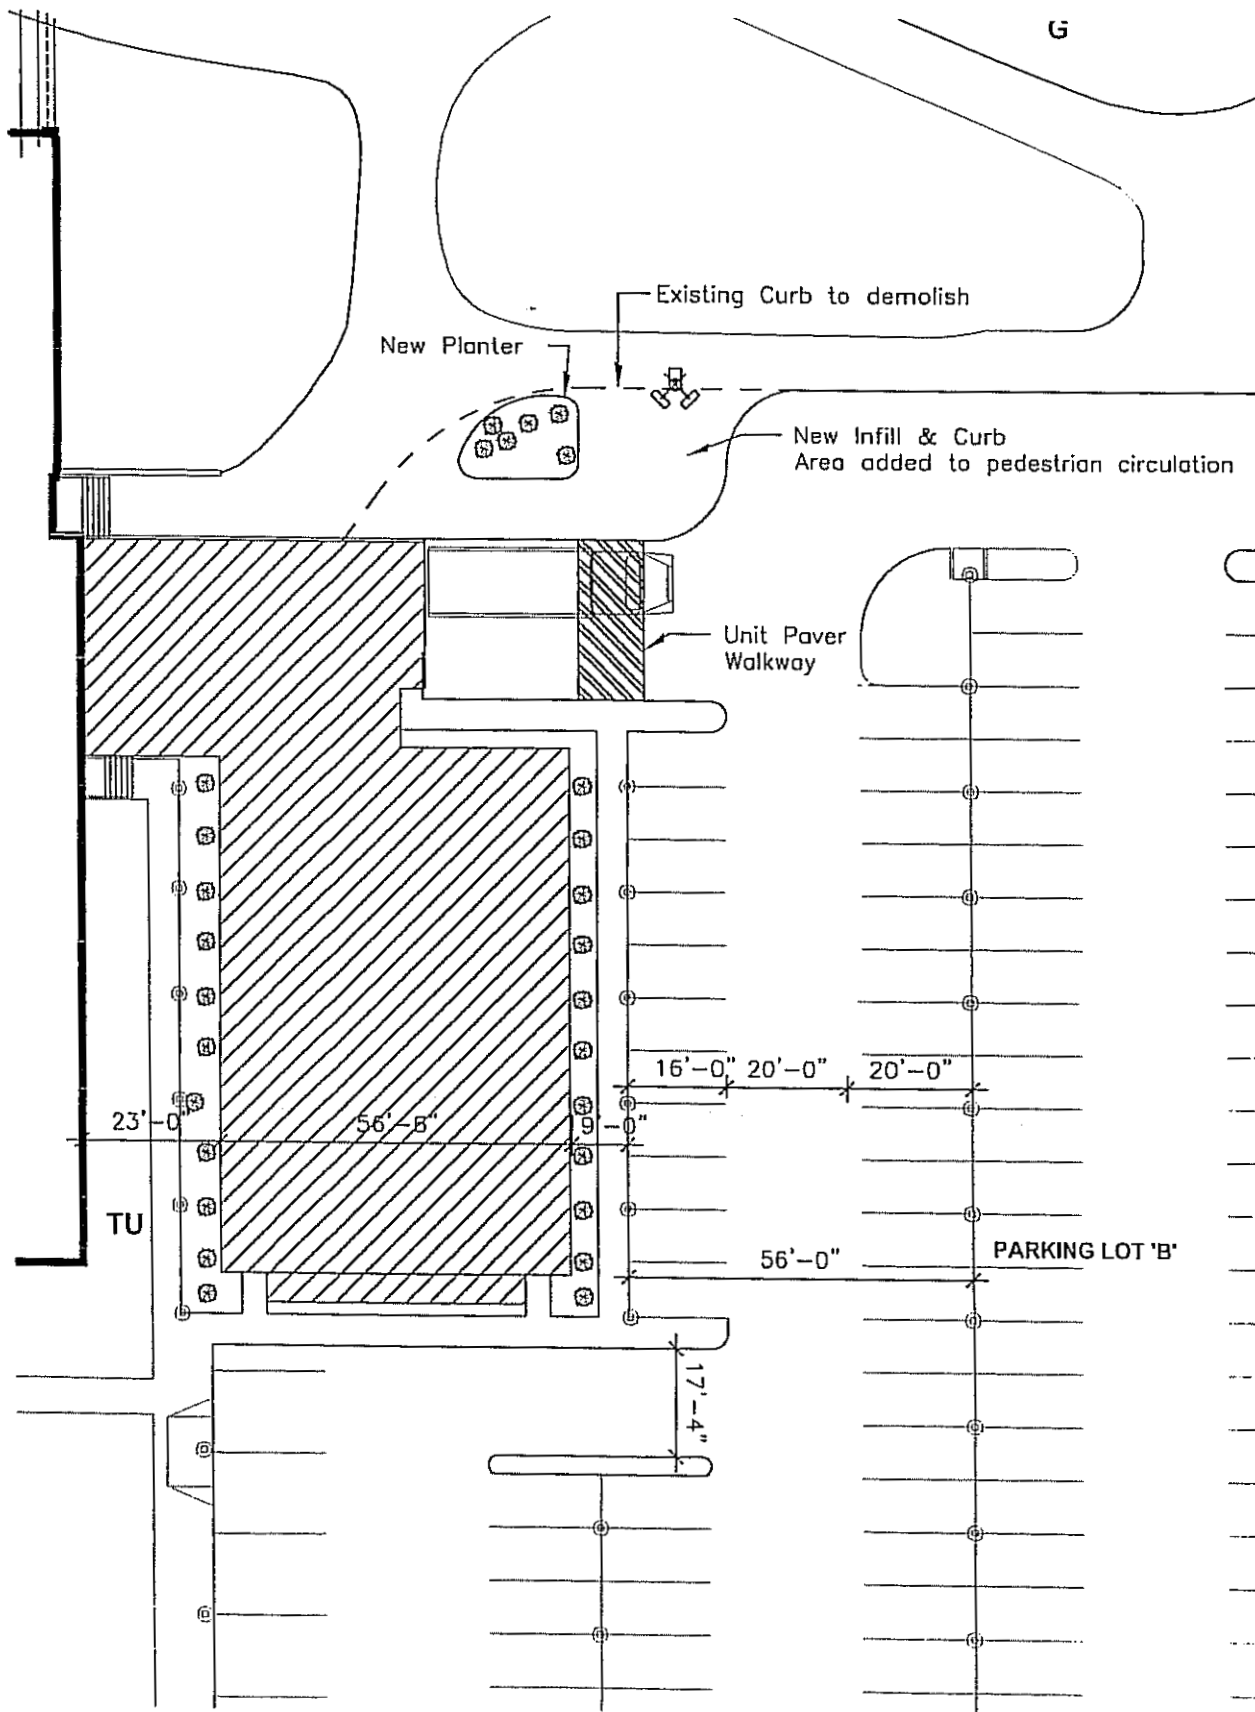 G
Existing Curb to demolish
New Planter
New Infill & Curb
Area added to pedestrian circulation
Unit Paver
Walkway
16'-0" 20'-0" 20'-0"
23'-0" 56'-6" 9'-0"
TU
56'-0"
PARKING LOT 'B'
17'-4"